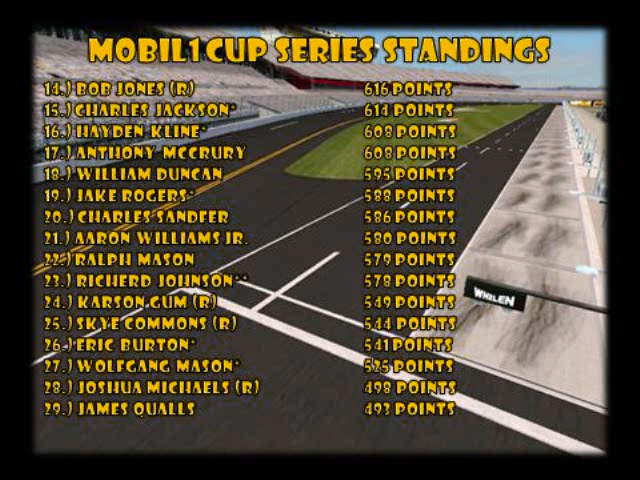 MOBIL1 CUP SERIES STANDINGS
14.) BOB JONES (R) 616 POINTS
15.) CHARLES JACKSON* 614 POINTS
16.) HAYDEN KLINE* 608 POINTS
17.) ANTHONY MCCRURY 608 POINTS
18.) WILLIAM DUNCAN 595 POINTS
19.) JAKE ROGERS* 588 POINTS
20.) CHARLES SANDFER 586 POINTS
21.) AARON WILLIAMS JR. 580 POINTS
22.) RALPH MASON 579 POINTS
23.) RICHERD JOHNSON** 578 POINTS
24.) KARSON GUM (R) 549 POINTS
25.) SKYE COMMONS (R) 544 POINTS
26.) ERIC BURTON* 541 POINTS
27.) WOLFGANG MASON* 525 POINTS
28.) JOSHUA MICHAELS (R) 498 POINTS
29.) JAMES QUALLS 493 POINTS
WHELEN